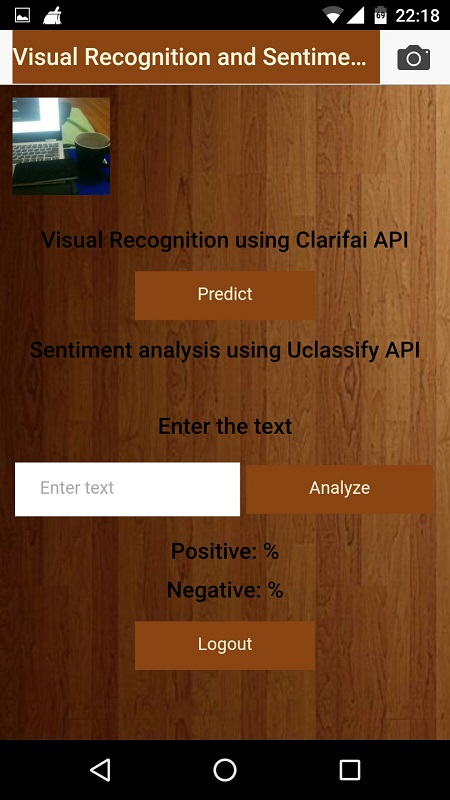 69 22:18
Visual Recognition and Sentime...
Visual Recognition using Clarifai API
Predict
Sentiment analysis using Uclassify API
Enter the text
Enter text
Analyze
Positive: %
Negative: %
Logout